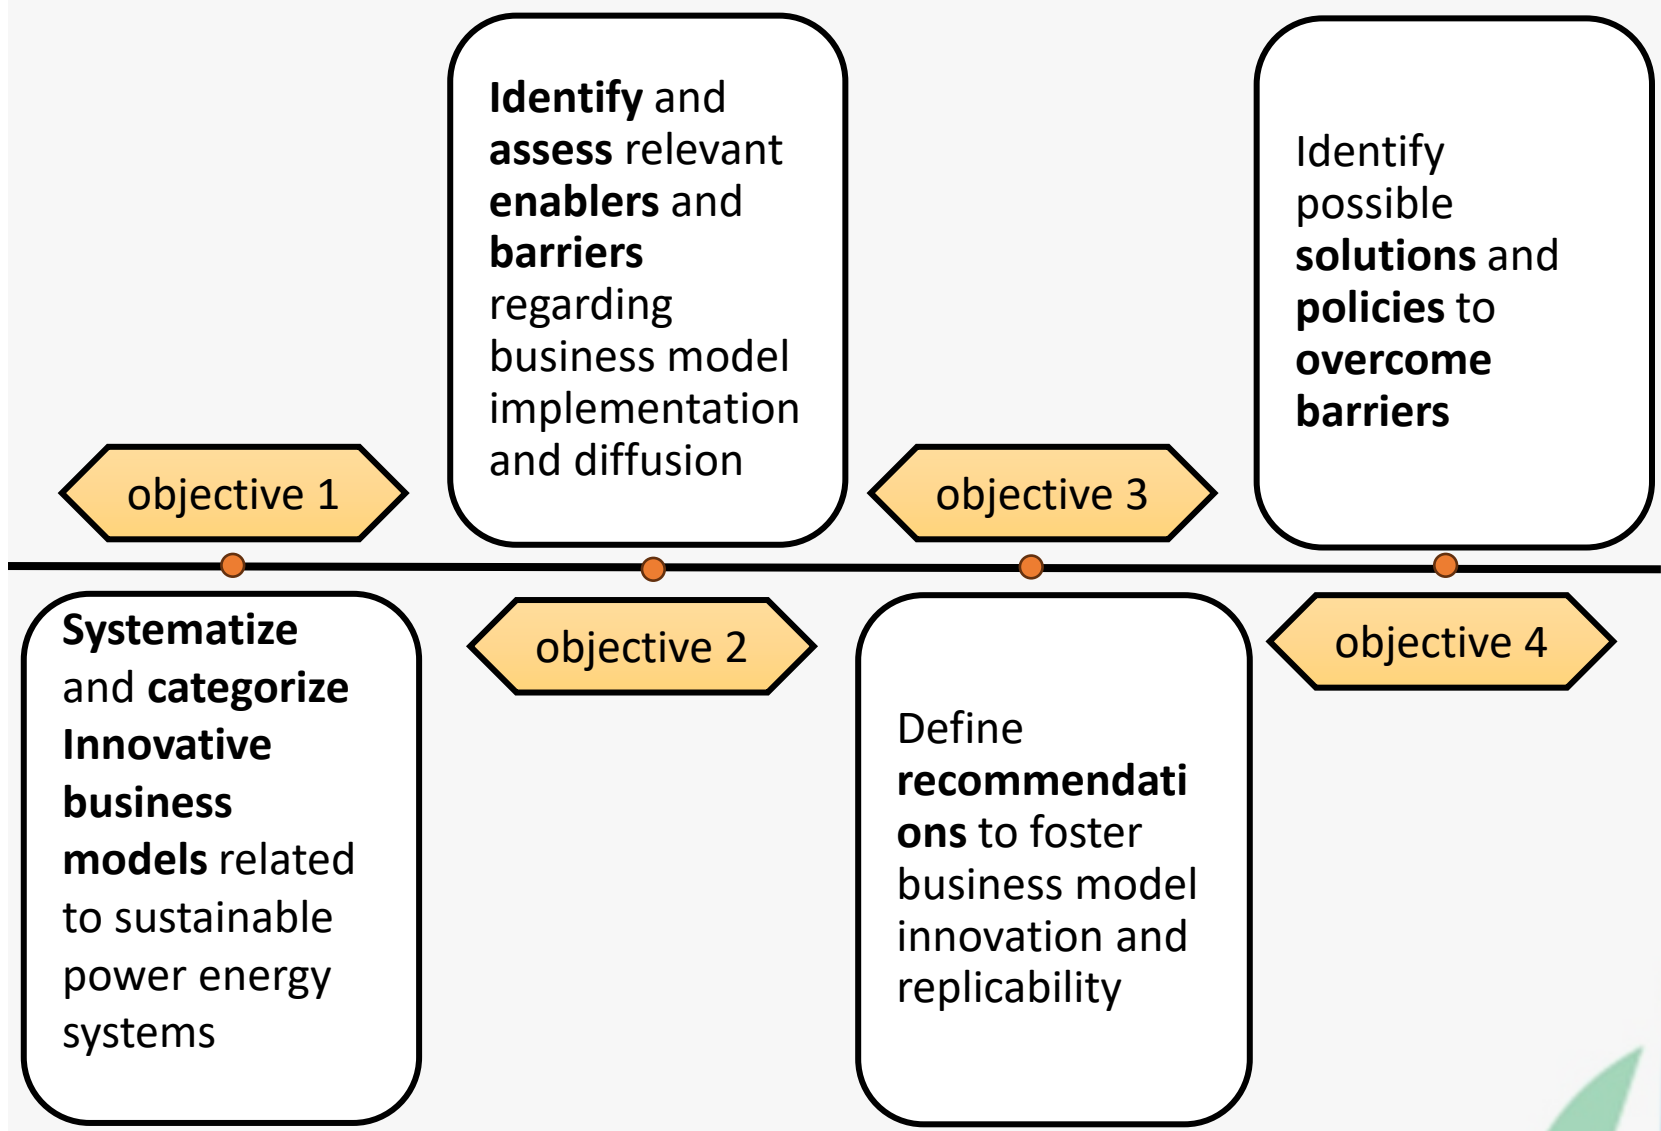 objective 1
Systematize
and categorize
Innovative
business
models related
to sustainable
power energy
systems
Identify and
assess relevant
enablers and
barriers
regarding
business model
implementation
and diffusion
objective 2
objective 3
Define
recommendati
ons to foster
business model
innovation and
replicability
Identify
possible
solutions and
policies to
overcome
barriers
objective 4